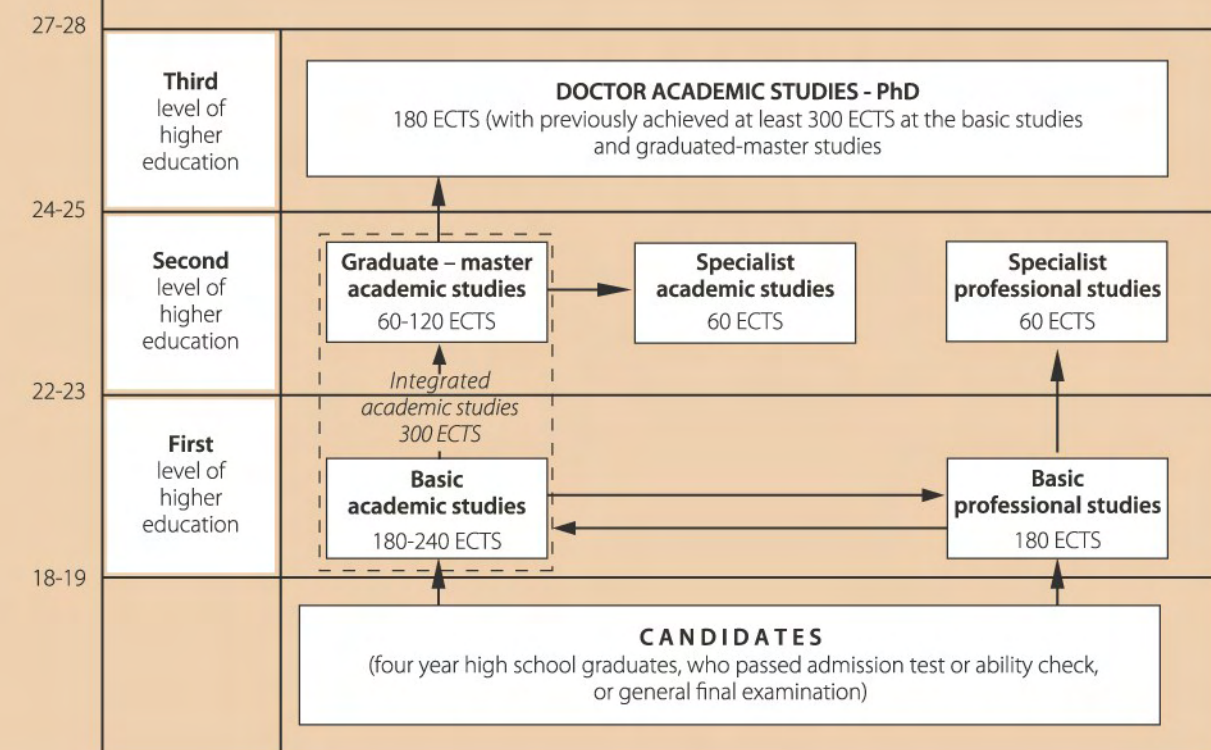 27-28
Third
level of
higher
education
DOCTOR ACADEMIC STUDIES - PhD
180 ECTS (with previously achieved at least 300 ECTS at the basic studies
and graduated-master studies
24-25
Second
level of
higher
education
Graduate – master
academic studies
60-120 ECTS
Specialist
academic studies
60 ECTS
Specialist
professional studies
60 ECTS
Integrated
academic studies
300 ECTS
22-23
First
level of
higher
education
Basic
academic studies
180-240 ECTS
Basic
professional studies
180 ECTS
18-19
CANDIDATES
(four year high school graduates, who passed admission test or ability check,
or general final examination)